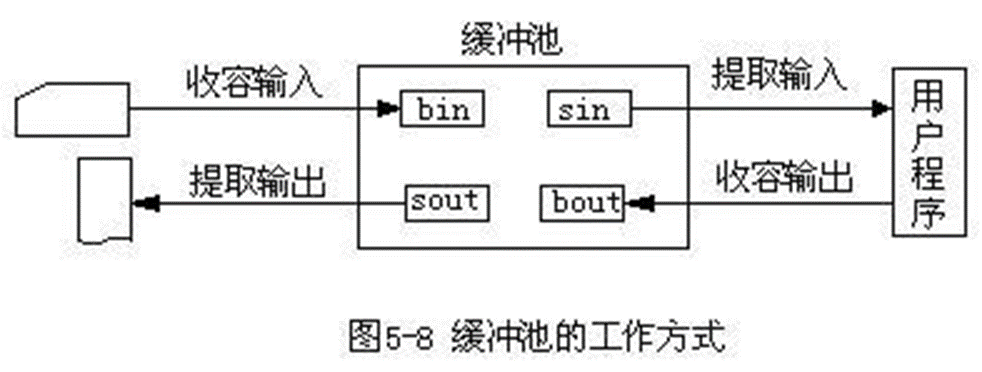 缓冲池
收容输入
bin
sin
提取输入
用户程序
提取输出
sout
bout
收容输出
图5-8 缓冲池的工作方式